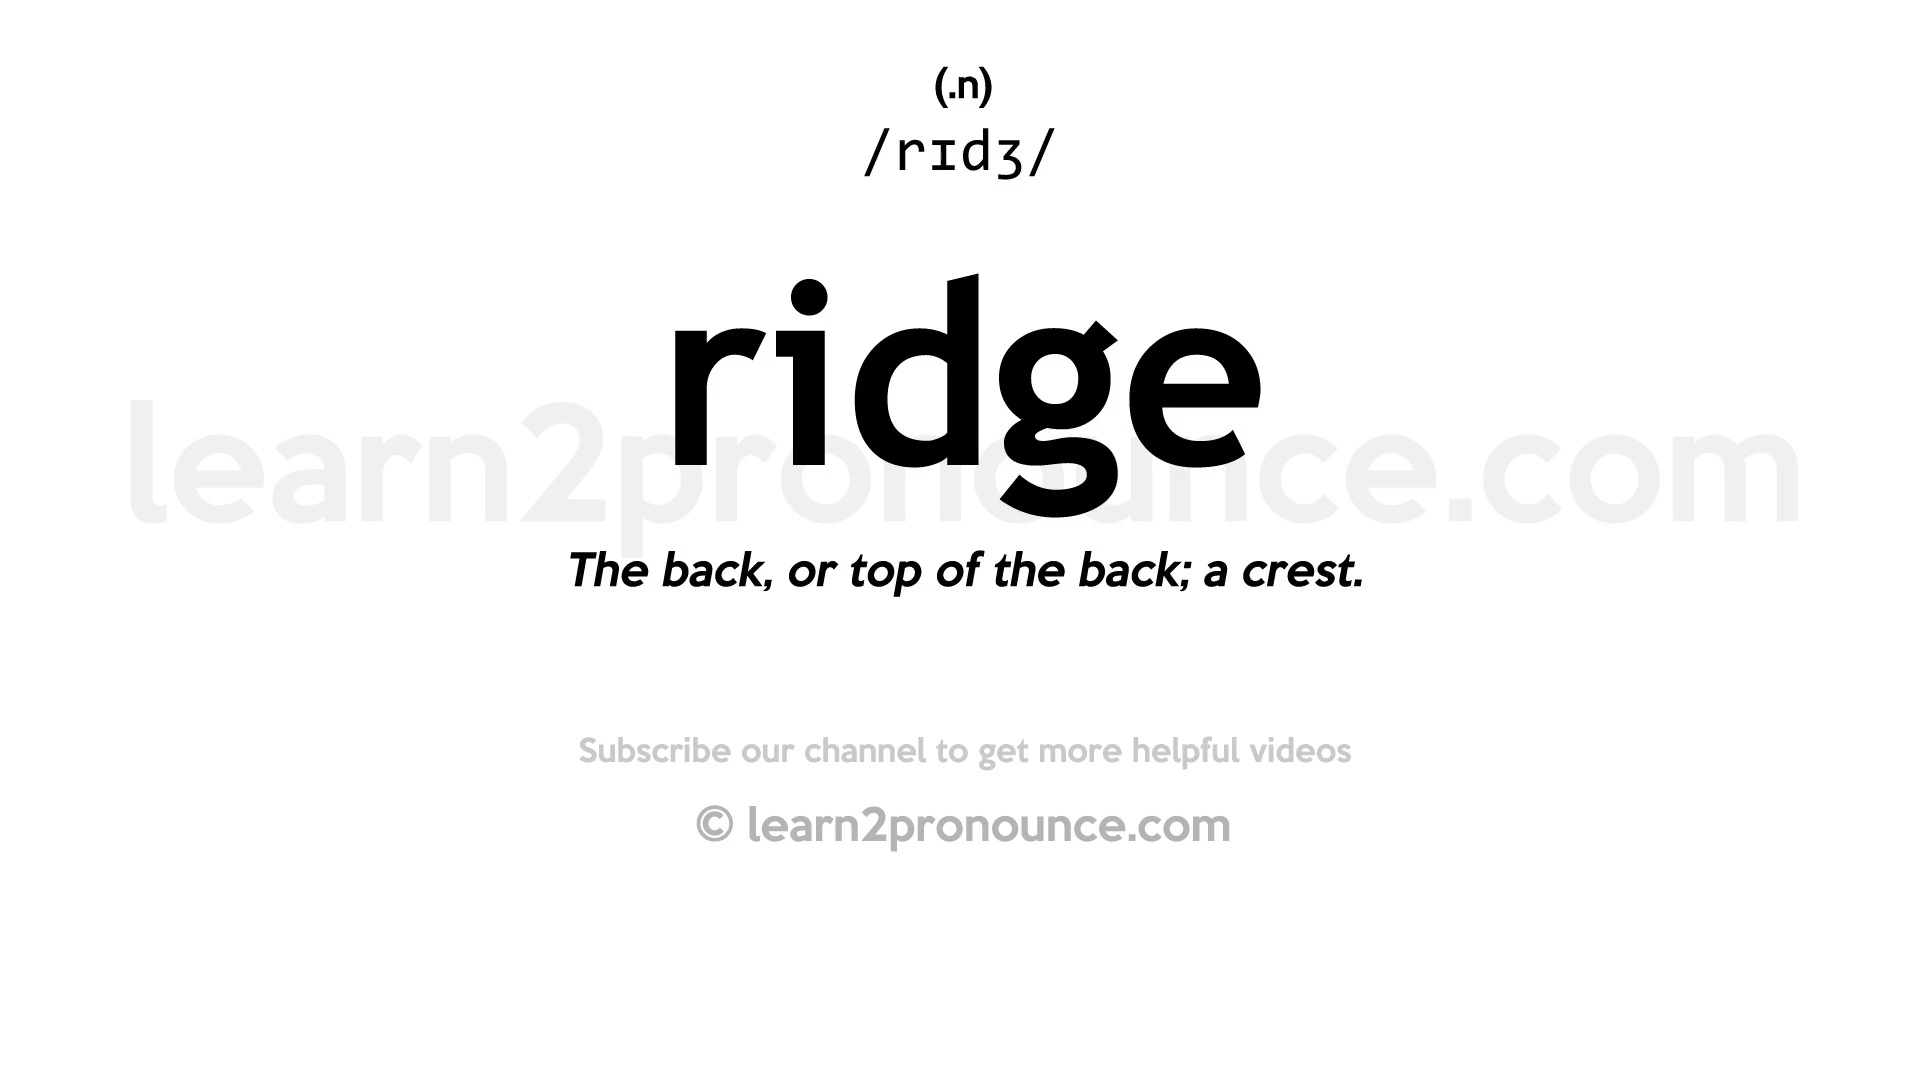 (.n)
/rɪdʒ/
ridge
learn2pronounce.com
The back, or top of the back; a crest.
Subscribe our channel to get more helpful videos
© learn2pronounce.com